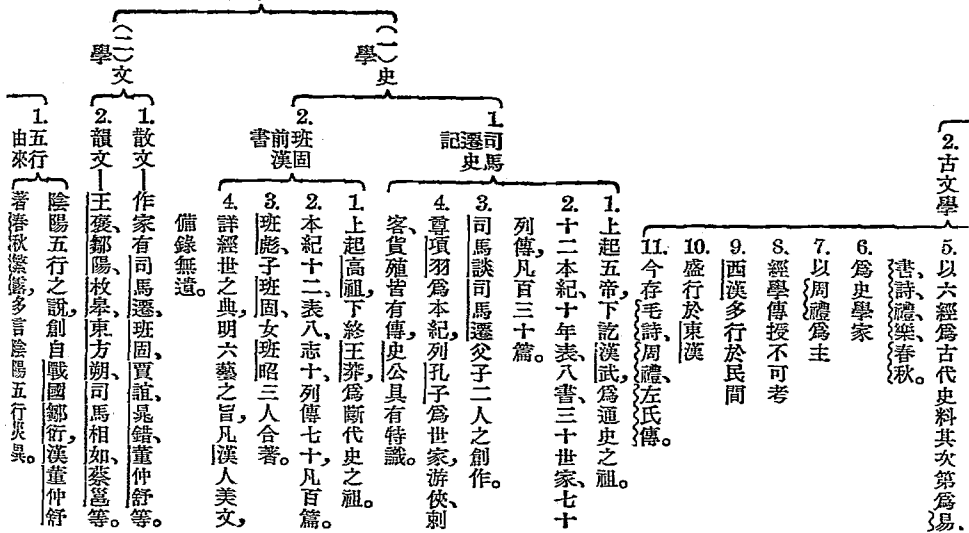 2.古文學
5.以六經爲古代史料其次第爲易、
書、詩、禮、樂、春秋。
6.爲史學家
7.以周禮爲主
8.經學傳授不可考
9.西漢多行於民間
10.盛行於東漢
11.今存毛詩、周禮、左氏傳。
(一)史學
1.司馬遷史記
1.上起五帝、下訖漢武、爲通史之祖。
2.十二本紀、十年表、八書、三十世家、七十
列傳、凡百三十篇。
3.司馬談司馬遷父子二人之創作。
4.尊項羽爲本紀、列孔子爲世家、游俠、刺
客、貨殖皆有傳、史公具有特識。
2.班固前漢書
1.上起高祖、下終王莽、爲斷代史之祖。
2.本紀十二、表八、志十、列傳七十、凡百篇。
3.班彪、子班固、女班昭三人合著。
4.詳經世之典、明六藝之旨、凡漢人美文、
備錄無遺。
(二)文學
1.散文—作家有司馬遷、班固、賈誼、晁錯、董仲舒等。
2.韻文—王褒、鄒陽、枚皋、東方朔、司馬相如、蔡邕等。
1.五行由來
陰陽五行之說、創自戰國鄒衍、漢董仲舒
著春秋繁露、多言陰陽五行災異。